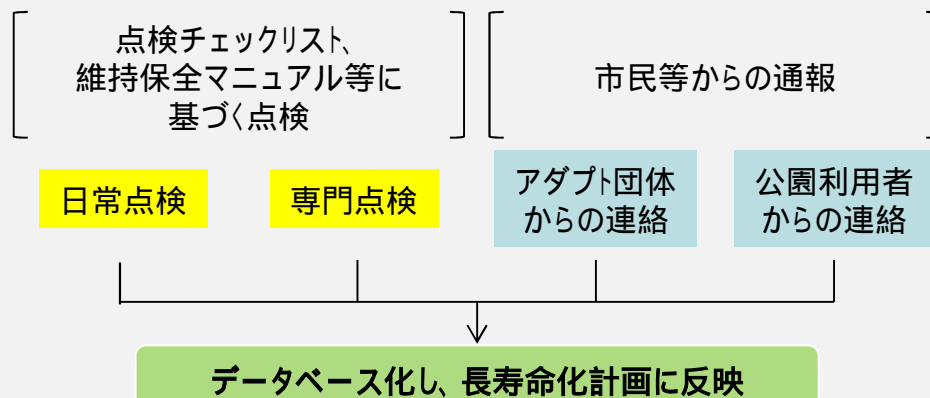 点検チェックリスト、
維持保全マニュアル等に
基づく点検
市民等からの通報
日常点検
専門点検
アダプト団体
からの連絡
公園利用者
からの連絡
データベース化し、長寿命化計画に反映